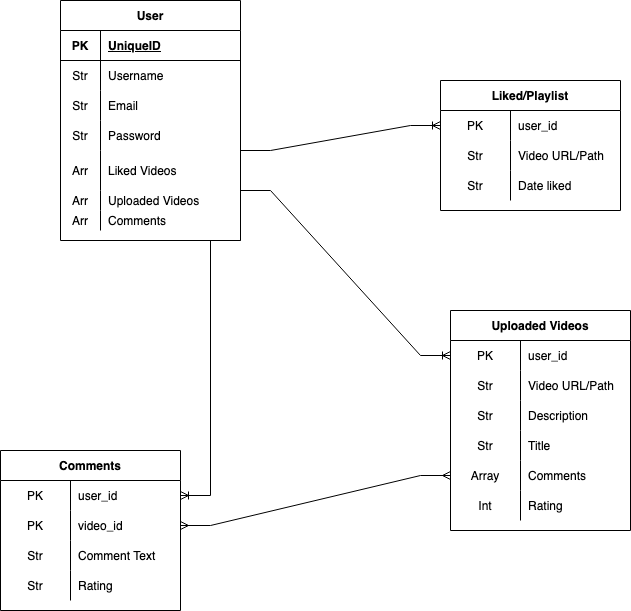 User
PK UniqueID
Str Username
Str Email
Str Password
Arr Liked Videos
Arr Uploaded Videos
Arr Comments
Liked/Playlist
PK user_id
Str Video URL/Path
Str Date liked
Uploaded Videos
PK user_id
Str Video URL/Path
Str Description
Str Title
Array Comments
Int Rating
Comments
PK user_id
PK video_id
Str Comment Text
Str Rating